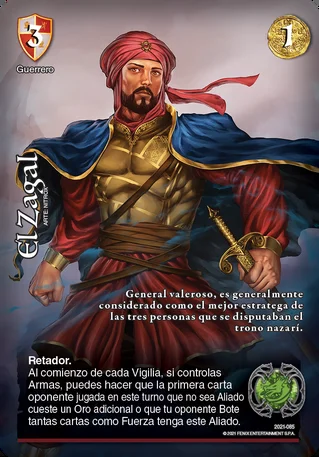 3
1
Guerrero
El Zagal
ARTE: NITROX
General valeroso, es generalmente
considerado como el mejor estratega de
las tres personas que se disputaban el
trono nazarí.
Retador.
Al comienzo de cada Vigilia, si controlas
Armas, puedes hacer que la primera carta
oponente jugada en este turno que no sea Aliado
cueste un Oro adicional o que tu oponente Bote
tantas cartas como Fuerza tenga este Aliado.
2021-085
© 2021 FENIX ENTERTAINMENT S.P.A.